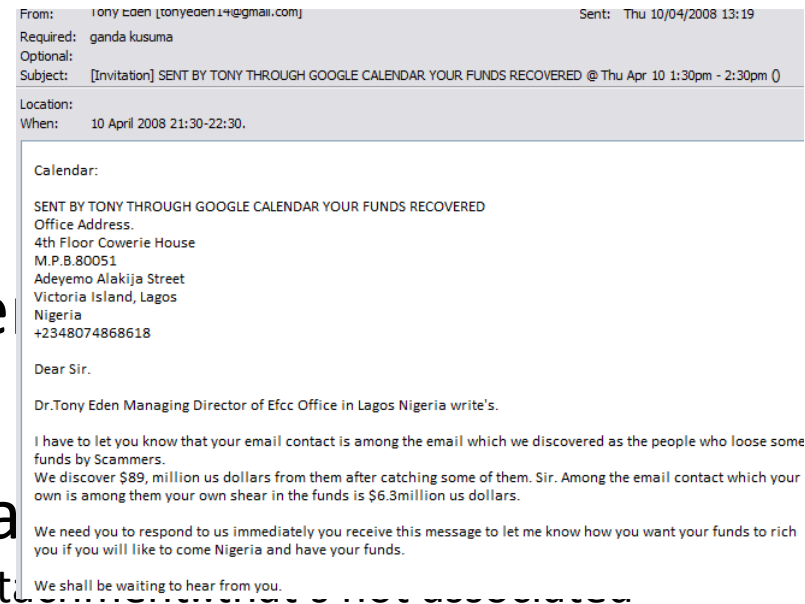 From: Tony Eden [tonyeden14@gmail.com] Sent: Thu 10/04/2008 13:19
Required: ganda kusuma
Optional:
Subject: [Invitation] SENT BY TONY THROUGH GOOGLE CALENDAR YOUR FUNDS RECOVERED @ Thu Apr 10 1:30pm - 2:30pm ()
Location:
When: 10 April 2008 21:30-22:30.
Calendar:
SENT BY TONY THROUGH GOOGLE CALENDAR YOUR FUNDS RECOVERED
Office Address.
4th Floor Cowerie House
M.P.B.80051
Adeyemo Alakija Street
Victoria Island, Lagos
Nigeria
+2348074868618
Dear Sir.
Dr.Tony Eden Managing Director of Efcc Office in Lagos Nigeria write's.
I have to let you know that your email contact is among the email which we discovered as the people who loose some
funds by Scammers.
We discover $89, million us dollars from them after catching some of them. Sir. Among the email contact which your
own is among them your own shear in the funds is $6.3million us dollars.
We need you to respond to us immediately you receive this message to let me know how you want your funds to rich
you if you will like to come Nigeria and have your funds.
We shall be waiting to hear from you.
not associated